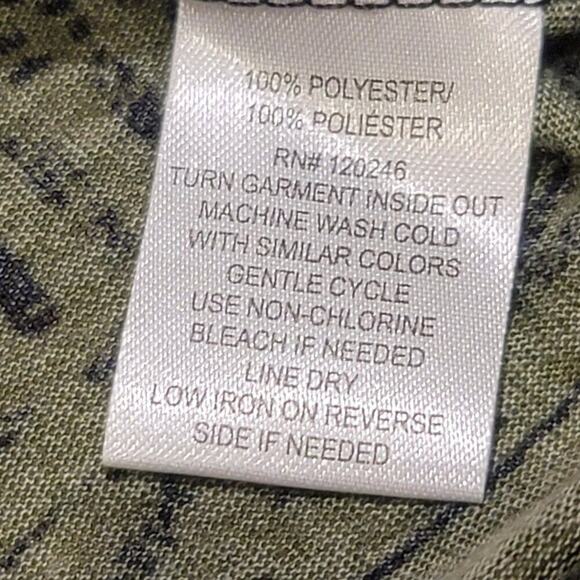 100% POLYESTER/
100% POLIÉSTER
RN# 120246
TURN GARMENT INSIDE OUT
MACHINE WASH COLD
WITH SIMILAR COLORS
GENTLE CYCLE
USE NON-CHLORINE
BLEACH IF NEEDED
LINE DRY
LOW IRON ON REVERSE
SIDE IF NEEDED